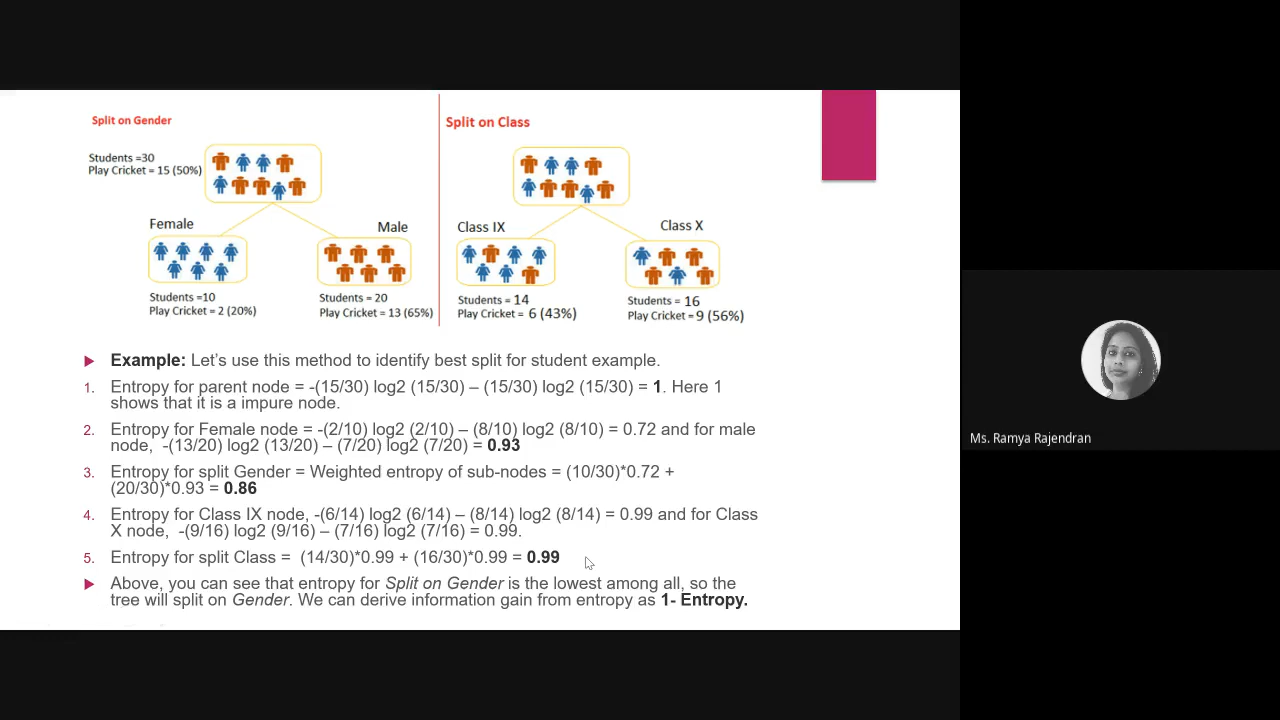 Split on Gender
Students =30
Play Cricket = 15 (50%)
Female
Male
Students =10
Play Cricket = 2 (20%)
Students = 20
Play Cricket = 13 (65%)
Split on Class
Class IX
Class X
Students = 14
Play Cricket = 6 (43%)
Students = 16
Play Cricket = 9 (56%)
Example: Let's use this method to identify best split for student example.
1. Entropy for parent node = -(15/30) log2 (15/30) – (15/30) log2 (15/30) = 1. Here 1
shows that it is a impure node.
2. Entropy for Female node = -(2/10) log2 (2/10) – (8/10) log2 (8/10) = 0.72 and for male
node, -(13/20) log2 (13/20) – (7/20) log2 (7/20) = 0.93
3. Entropy for split Gender = Weighted entropy of sub-nodes = (10/30)*0.72 +
(20/30)*0.93 = 0.86
4. Entropy for Class IX node, -(6/14) log2 (6/14) – (8/14) log2 (8/14) = 0.99 and for Class
X node, -(9/16) log2 (9/16) – (7/16) log2 (7/16) = 0.99.
5. Entropy for split Class = (14/30)*0.99 + (16/30)*0.99 = 0.99
Above, you can see that entropy for Split on Gender is the lowest among all, so the
tree will split on Gender. We can derive information gain from entropy as 1- Entropy.
Ms. Ramya Rajendran